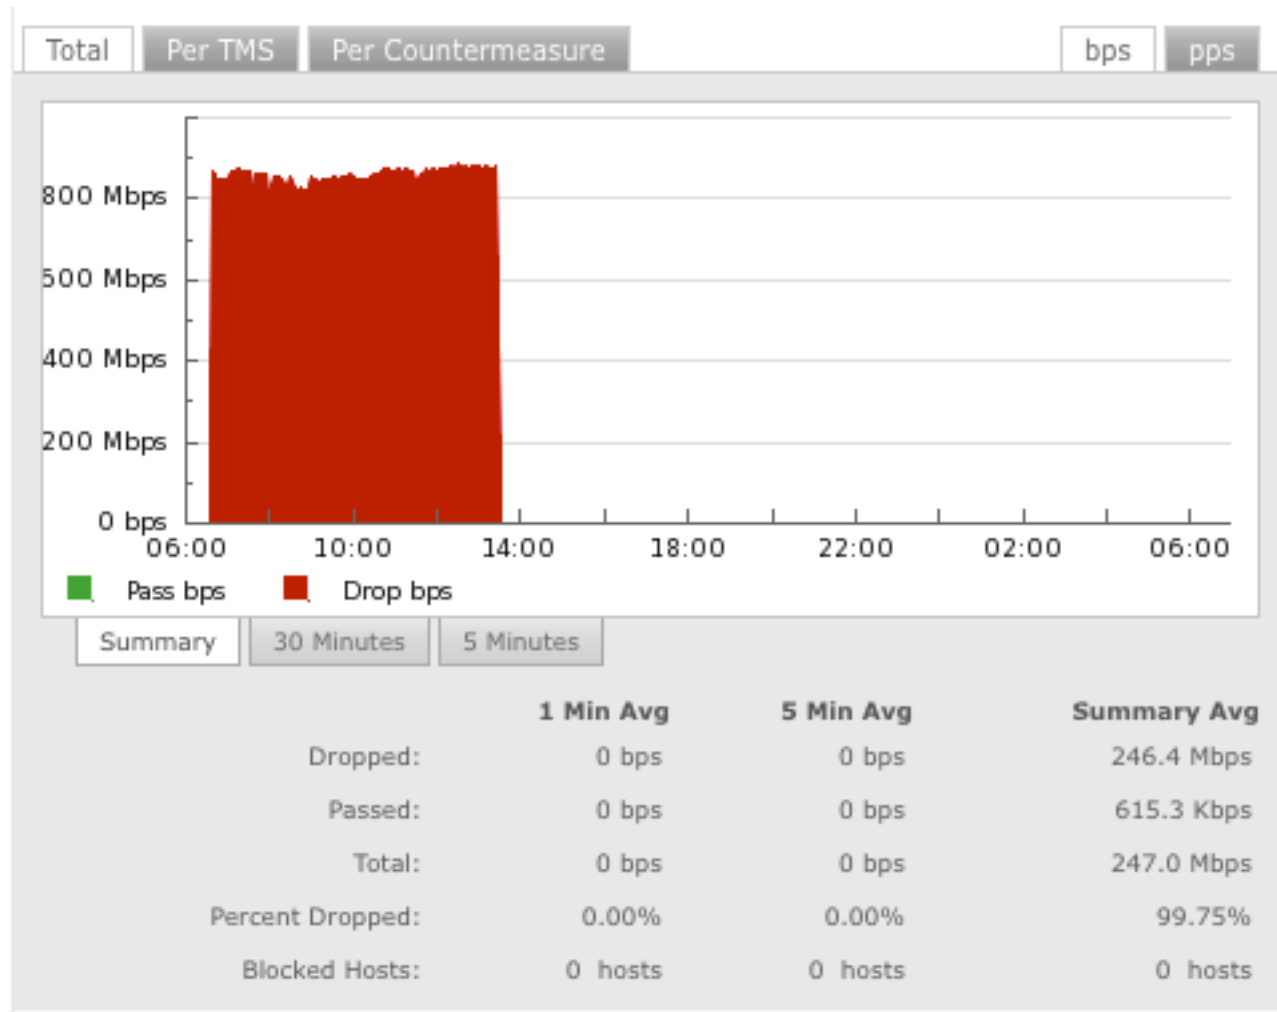 Total Per TMS Per Countermeasure bps pps
800 Mbps
600 Mbps
400 Mbps
200 Mbps
0 bps
06:00 10:00 14:00 18:00 22:00 02:00 06:00
Pass bps Drop bps
Summary 30 Minutes 5 Minutes
1 Min Avg 5 Min Avg Summary Avg
Dropped: 0 bps 0 bps 246.4 Mbps
Passed: 0 bps 0 bps 615.3 Kbps
Total: 0 bps 0 bps 247.0 Mbps
Percent Dropped: 0.00% 0.00% 99.75%
Blocked Hosts: 0 hosts 0 hosts 0 hosts